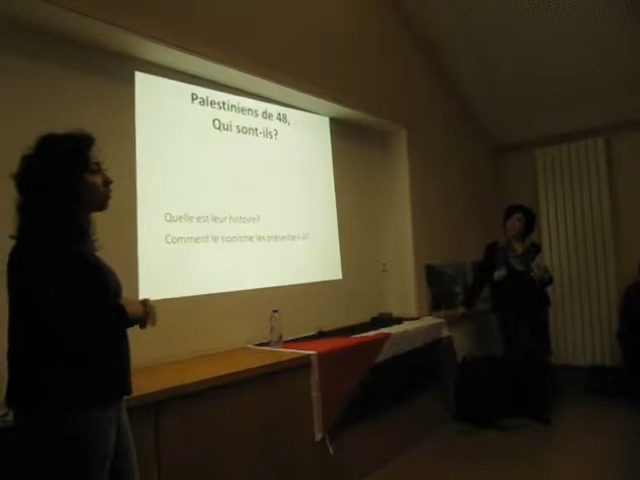 Palestiniens de 48,
Qui sont-ils?
Quelle est leur histoire?
Comment le sionisme les